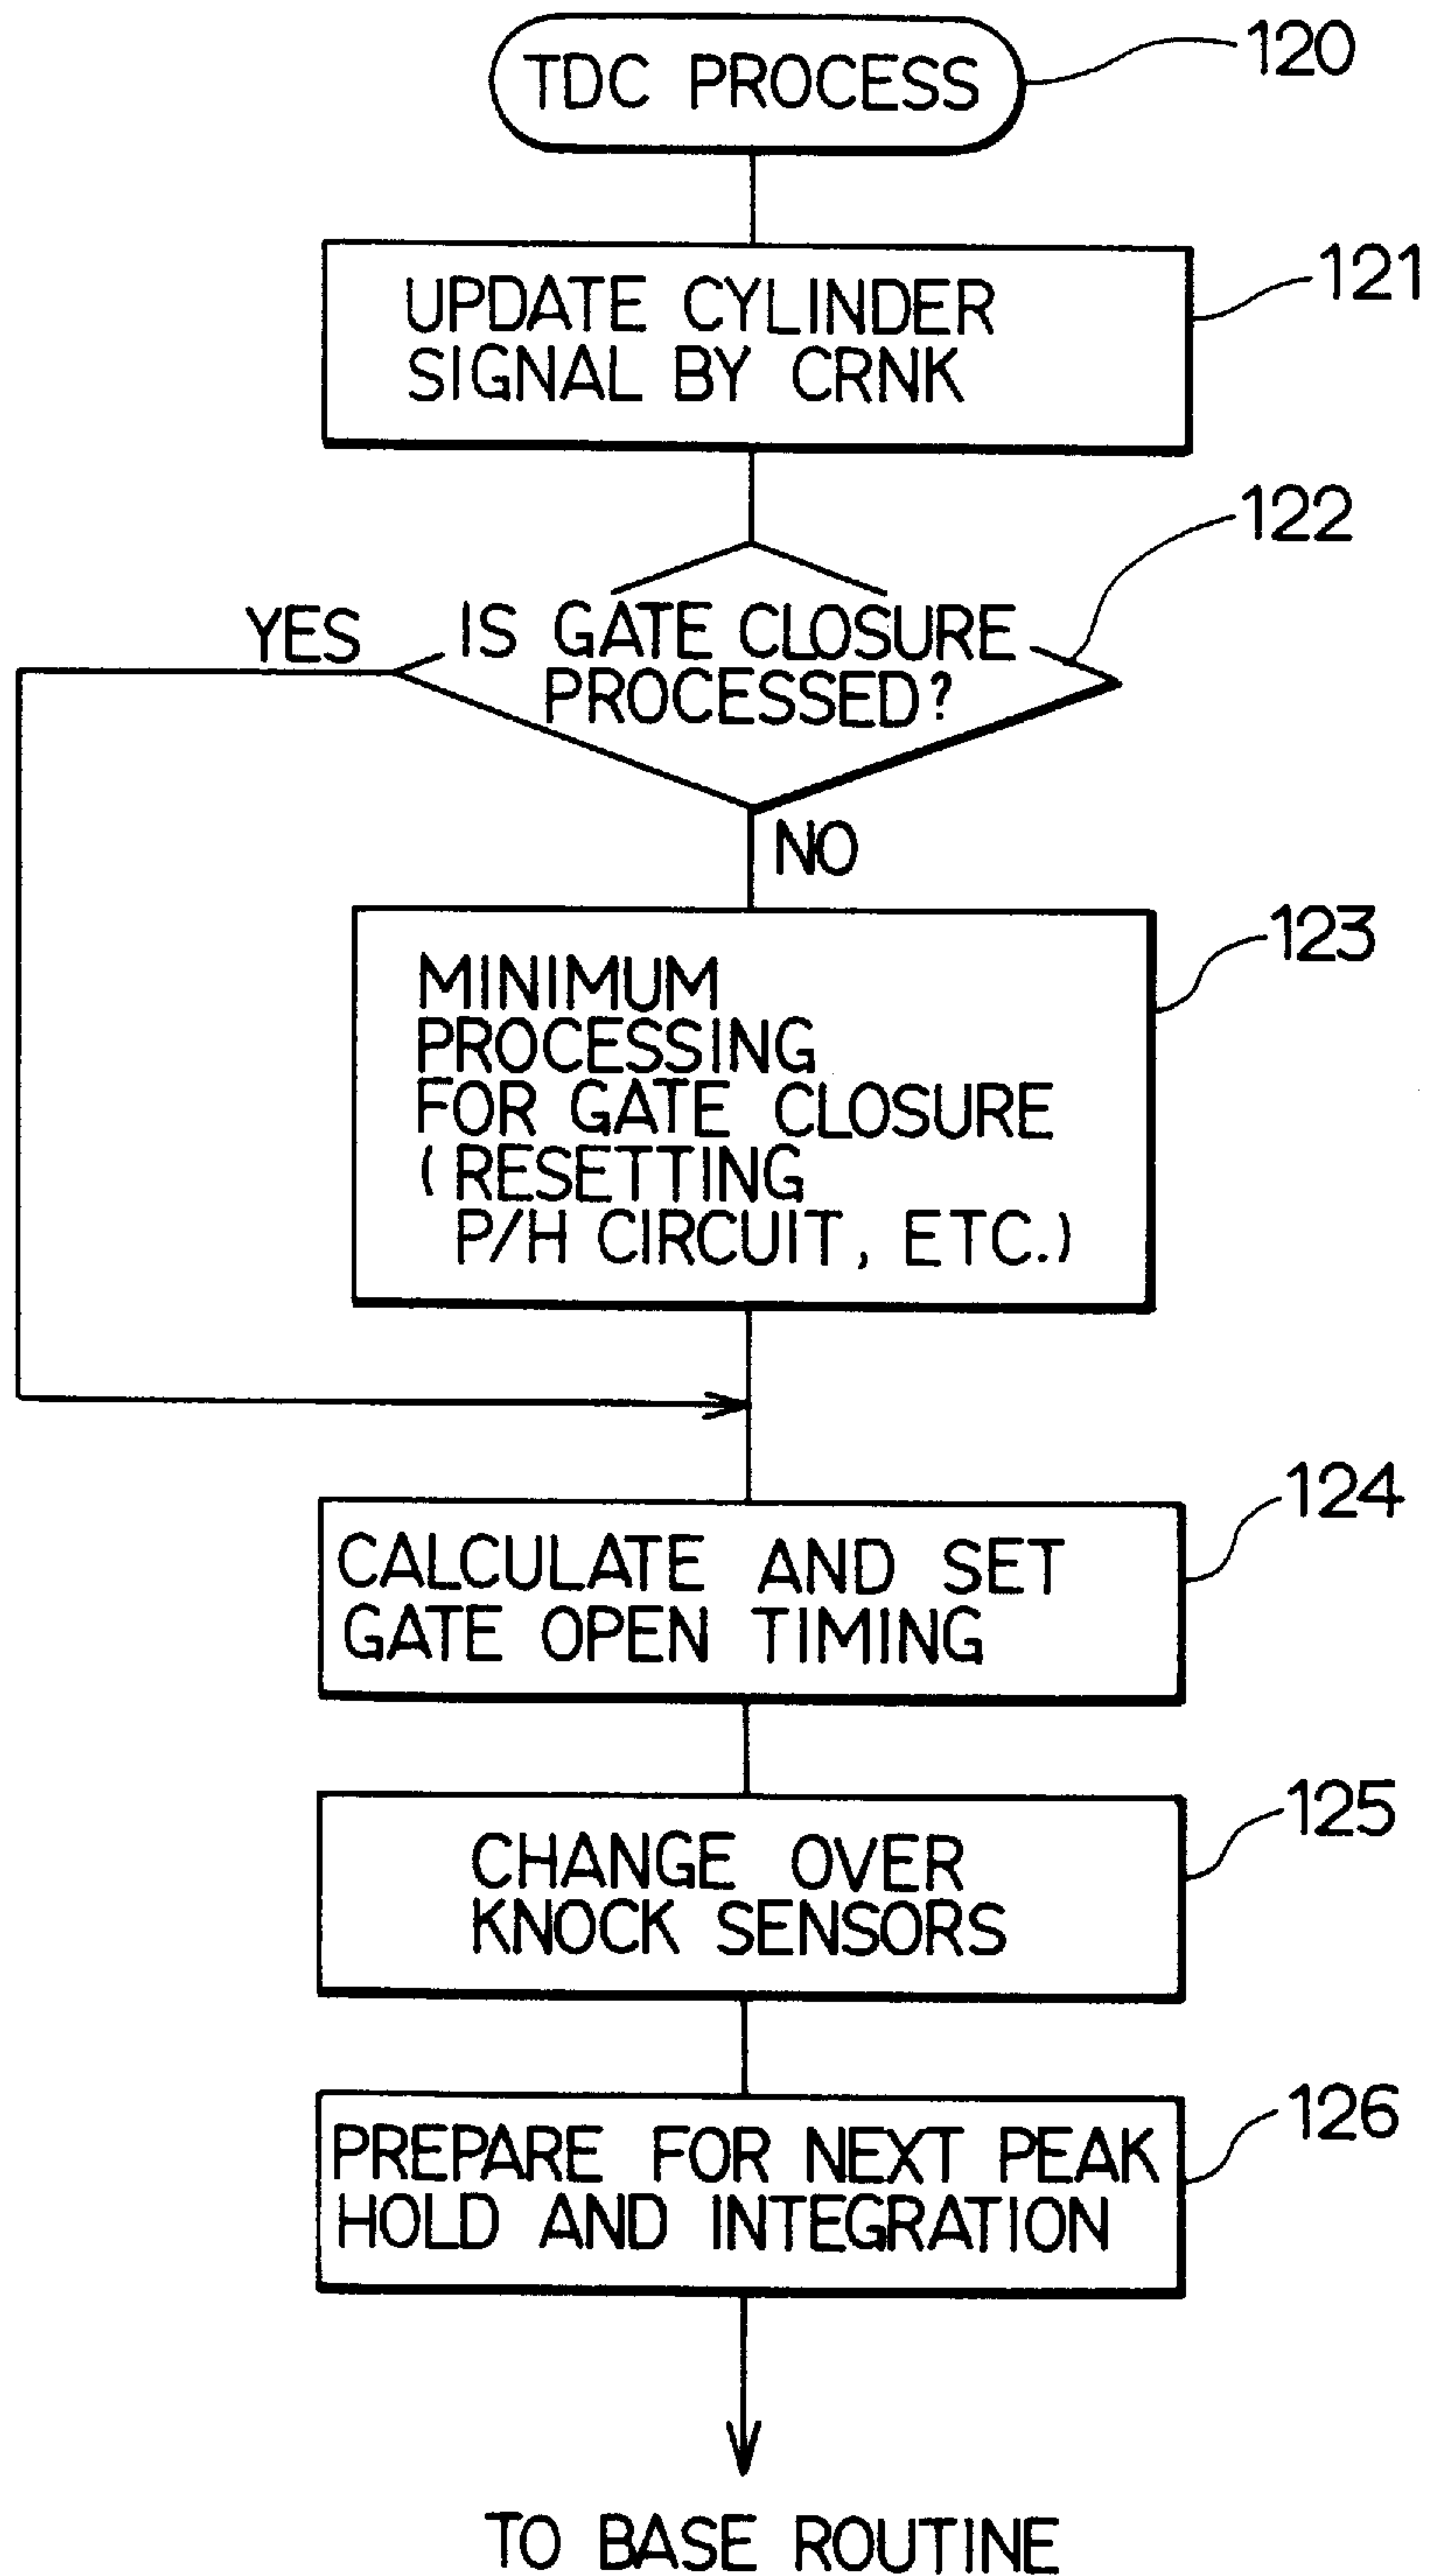 TDC PROCESS
120
UPDATE CYLINDER
SIGNAL BY CRNK
121
122
YES
IS GATE CLOSURE
PROCESSED?
NO
123
MINIMUM
PROCESSING
FOR GATE CLOSURE
(RESETTING
P/H CIRCUIT, ETC.)
124
CALCULATE AND SET
GATE OPEN TIMING
125
CHANGE OVER
KNOCK SENSORS
126
PREPARE FOR NEXT PEAK
HOLD AND INTEGRATION
TO BASE ROUTINE